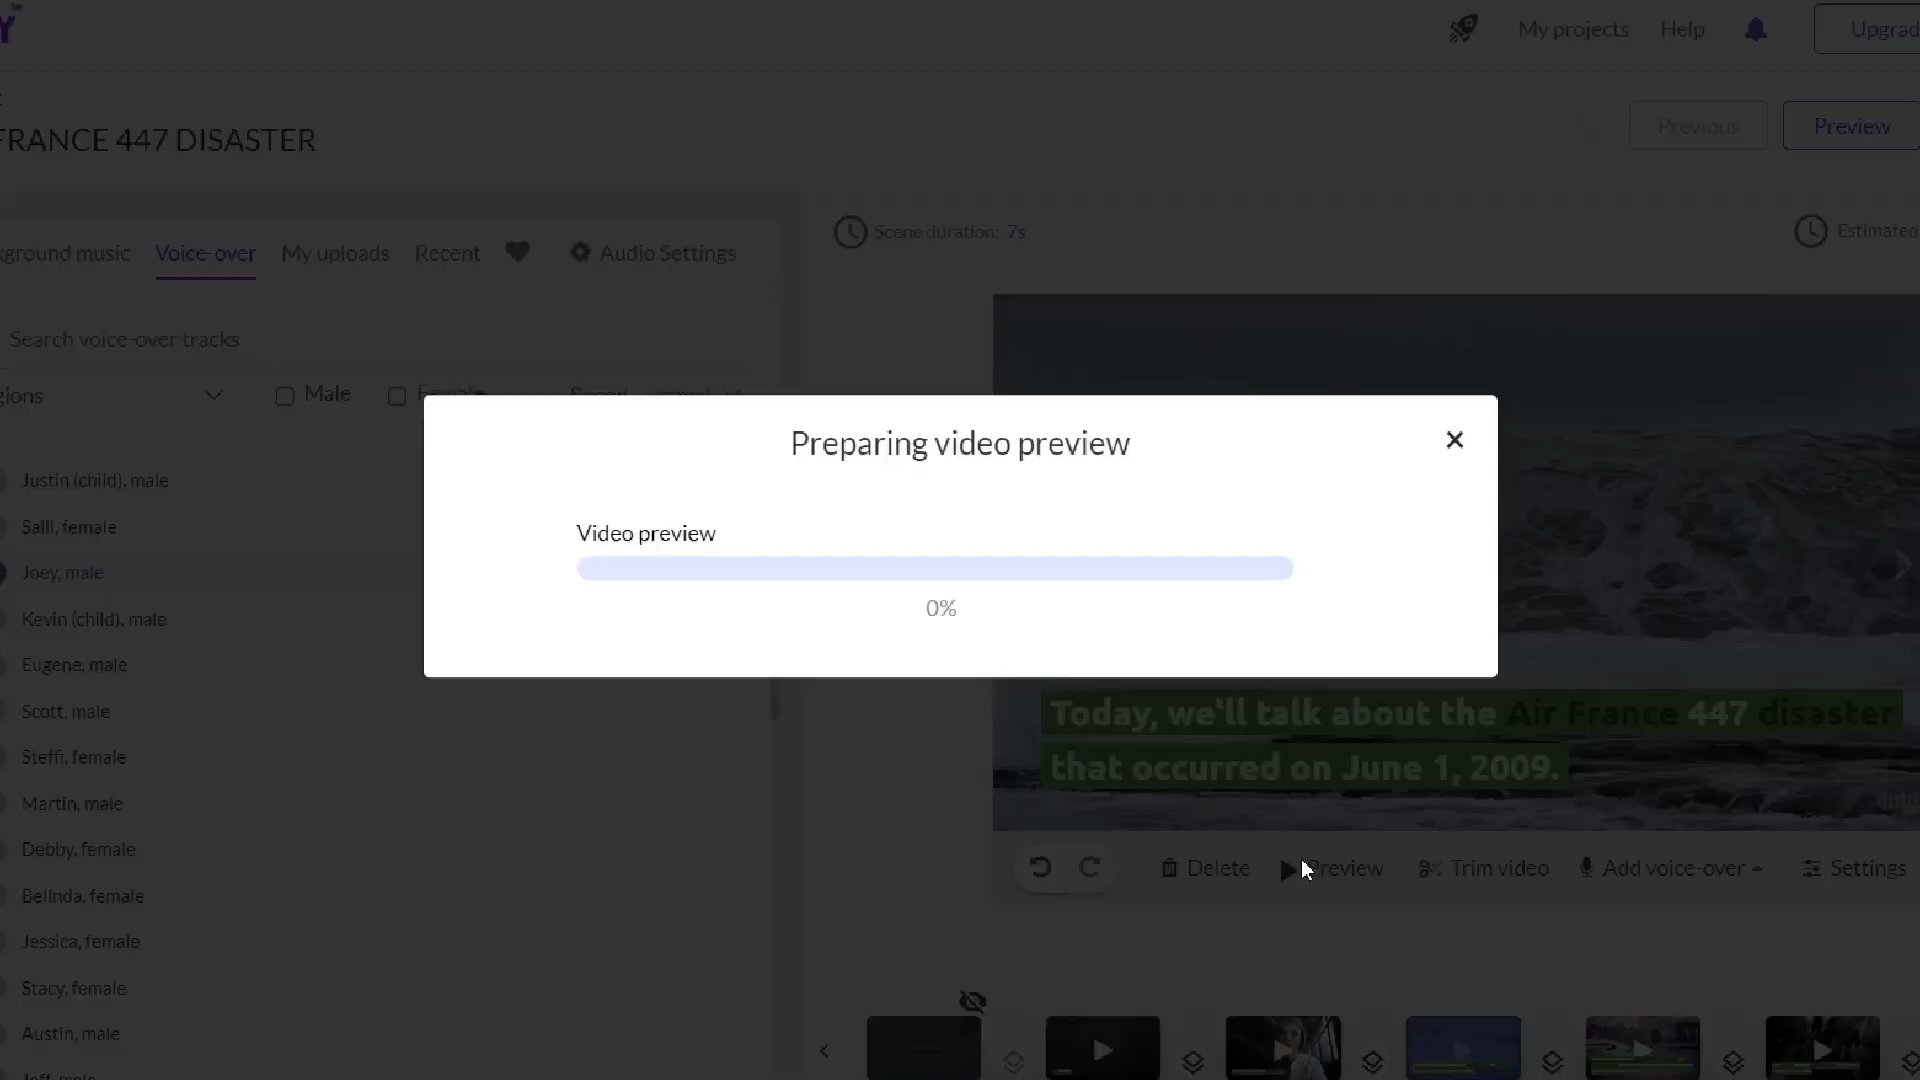 Y
My projects
Help
Upgrad
FRANCE 447 DISASTER
Previous
Preview
ground music
Voice-over
My uploads
Recent
Audio Settings
Scene duration: 7s
Estimated
Search voice-over tracks
gions
Male
Female
Preparing video preview
Video preview
0%
Justin (child), male
Salli, female
Joey, male
Kevin (child), male
Eugene, male
Scott, male
Steffi, female
Martin, male
Debby, female
Belinda, female
Jessica, female
Stacy, female
Austin, male
Jeff, male
Today, we'll talk about the Air France 447 disaster
that occurred on June 1, 2009.
Delete
Preview
Trim video
Add voice-over
Settings